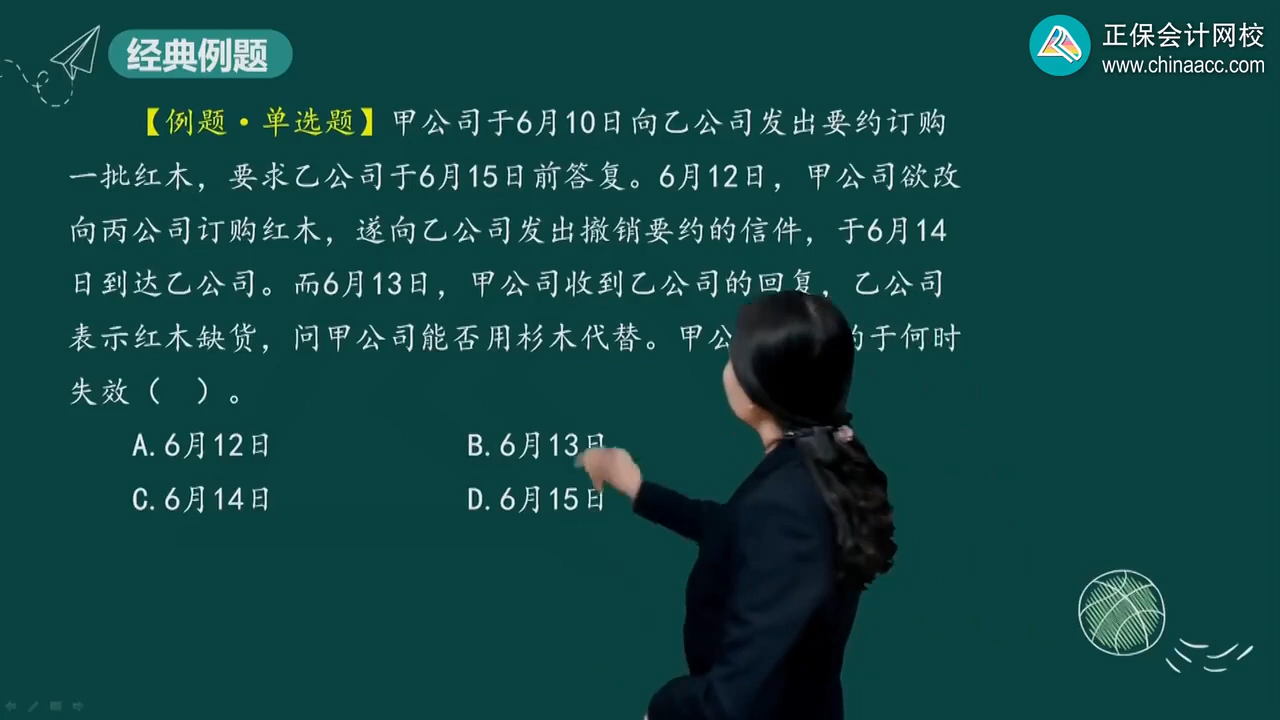 经典例题
正保会计网校
www.chinaacc.com
【例题·单选题】甲公司于6月10日向乙公司发出要约订购
一批红木，要求乙公司于6月15日前答复。6月12日，甲公司欲改
向丙公司订购红木，遂向乙公司发出撤销要约的信件，于6月14
日到达乙公司。而6月13日，甲公司收到乙公司的回复，乙公司
表示红木缺货，问甲公司能否用杉木代替。甲公 于何时
失效（ ）。
A.6月12日
B.6月13日
C.6月14日
D.6月15日